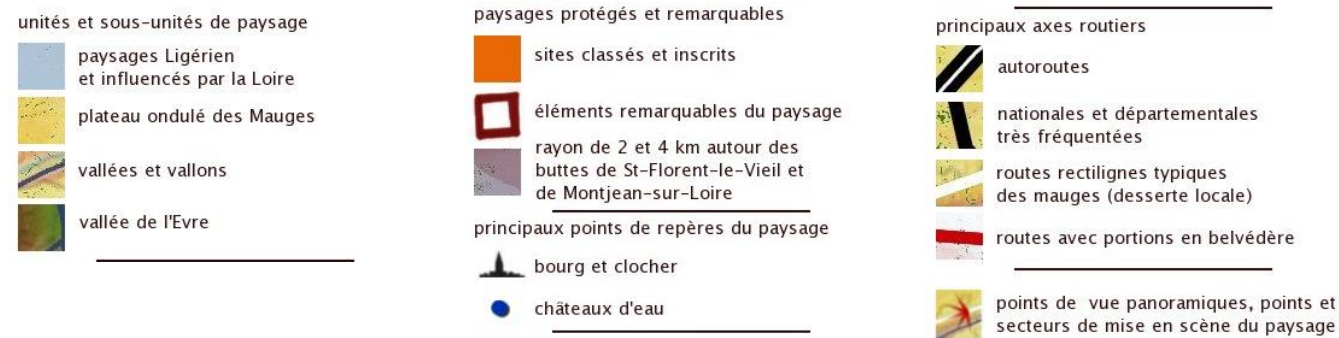 unités et sous-unités de paysage
paysages Ligérien
et influencés par la Loire
plateau ondulé des Mauges
vallées et vallons
vallée de l'Evre
paysages protégés et remarquables
sites classés et inscrits
éléments remarquables du paysage
rayon de 2 et 4 km autour des
buttes de St-Florent-le-Vieil et
de Montjean-sur-Loire
principaux points de repères du paysage
bourg et clocher
châteaux d'eau
principaux axes routiers
autoroutes
nationales et départementales
très fréquentées
routes rectilignes typiques
des mauges (desserte locale)
routes avec portions en belvédère
points de vue panoramiques, points et
secteurs de mise en scène du paysage